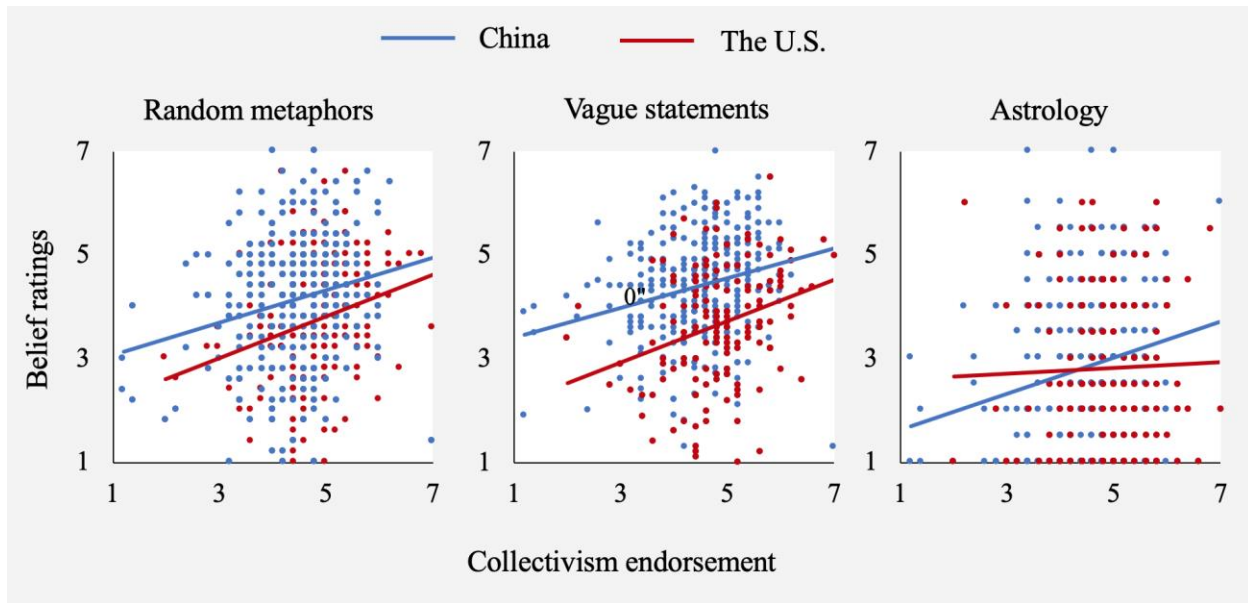 China The U.S.
Random metaphors Vague statements Astrology
Belief ratings
7 7 7
5 5 5
0"
3 3 3
1 1 1
1 3 5 7 1 3 5 7 1 3 5 7
Collectivism endorsement